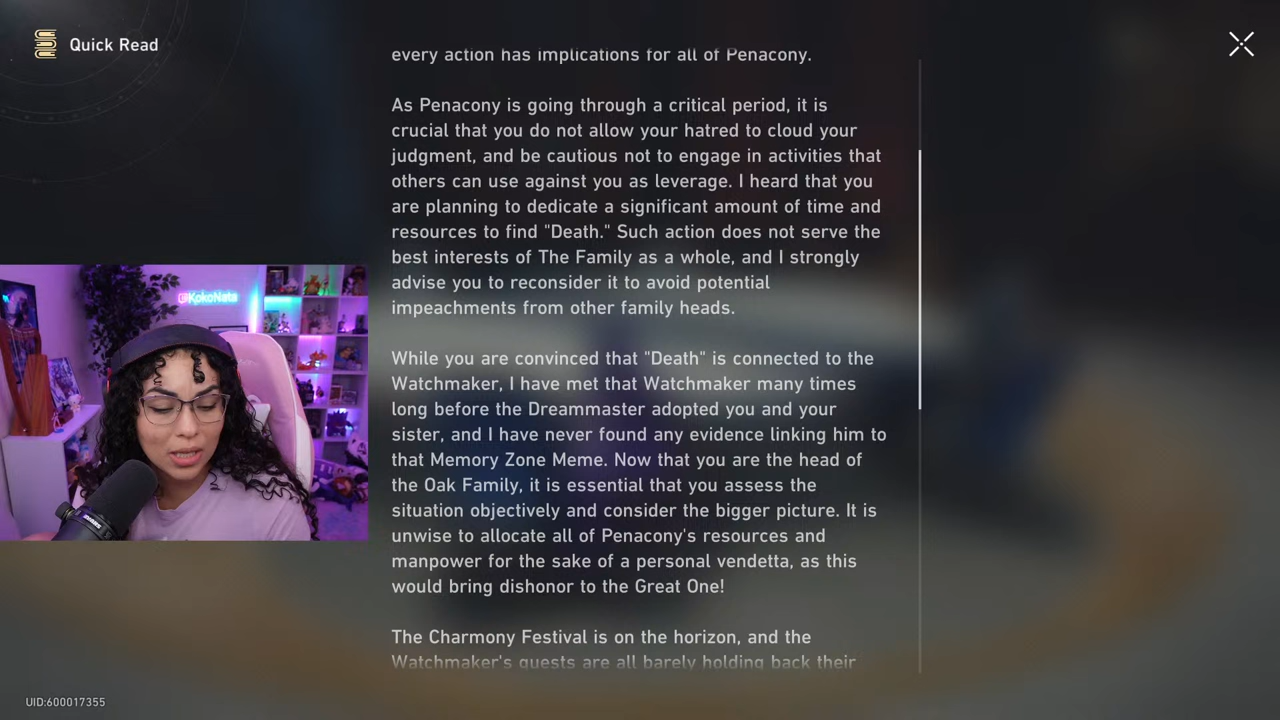 Quick Read
every action has implications for all of Penacony.
As Penacony is going through a critical period, it is
crucial that you do not allow your hatred to cloud your
judgment, and be cautious not to engage in activities that
others can use against you as leverage. I heard that you
are planning to dedicate a significant amount of time and
resources to find "Death." Such action does not serve the
best interests of The Family as a whole, and I strongly
advise you to reconsider it to avoid potential
impeachments from other family heads.
While you are convinced that "Death" is connected to the
Watchmaker, I have met that Watchmaker many times
long before the Dreammaster adopted you and your
sister, and I have never found any evidence linking him to
that Memory Zone Meme. Now that you are the head of
the Oak Family, it is essential that you assess the
situation objectively and consider the bigger picture. It is
unwise to allocate all of Penacony's resources and
manpower for the sake of a personal vendetta, as this
would bring dishonor to the Great One!
The Charmony Festival is on the horizon, and the
Watchmaker's guests are all barely holding back their
@KokoNata
UID:600017355